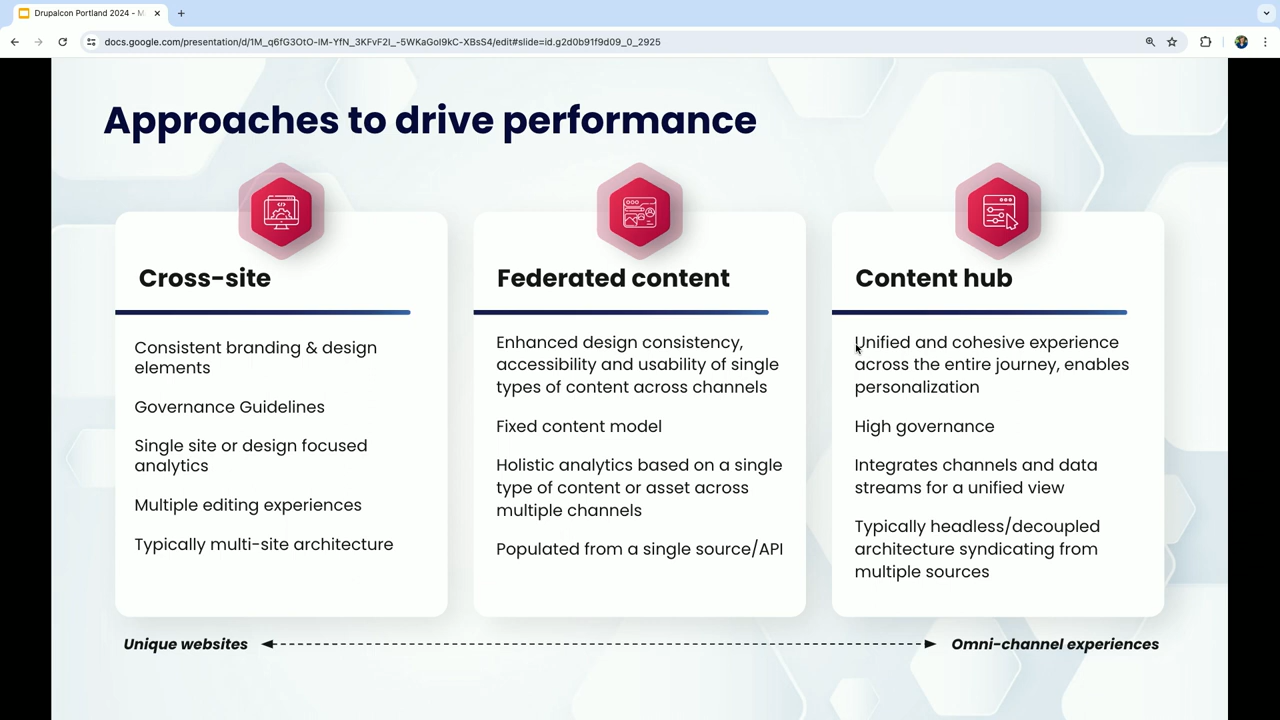 Drupalcon Portland 2024 - M
docs.google.com/presentation/d/1M_q6fG3OtO-IM-YfN_3KFvF2I_-5WKaGoI9kC-XBsS4/edit#slide=id.g2d0b91f9d09_0_2925
Approaches to drive performance
Cross-site
Consistent branding & design
elements
Governance Guidelines
Single site or design focused
analytics
Multiple editing experiences
Typically multi-site architecture
Federated content
Enhanced design consistency,
accessibility and usability of single
types of content across channels
Fixed content model
Holistic analytics based on a single
type of content or asset across
multiple channels
Populated from a single source/API
Content hub
Unified and cohesive experience
across the entire journey, enables
personalization
High governance
Integrates channels and data
streams for a unified view
Typically headless/decoupled
architecture syndicating from
multiple sources
Unique websites
Omni-channel experiences